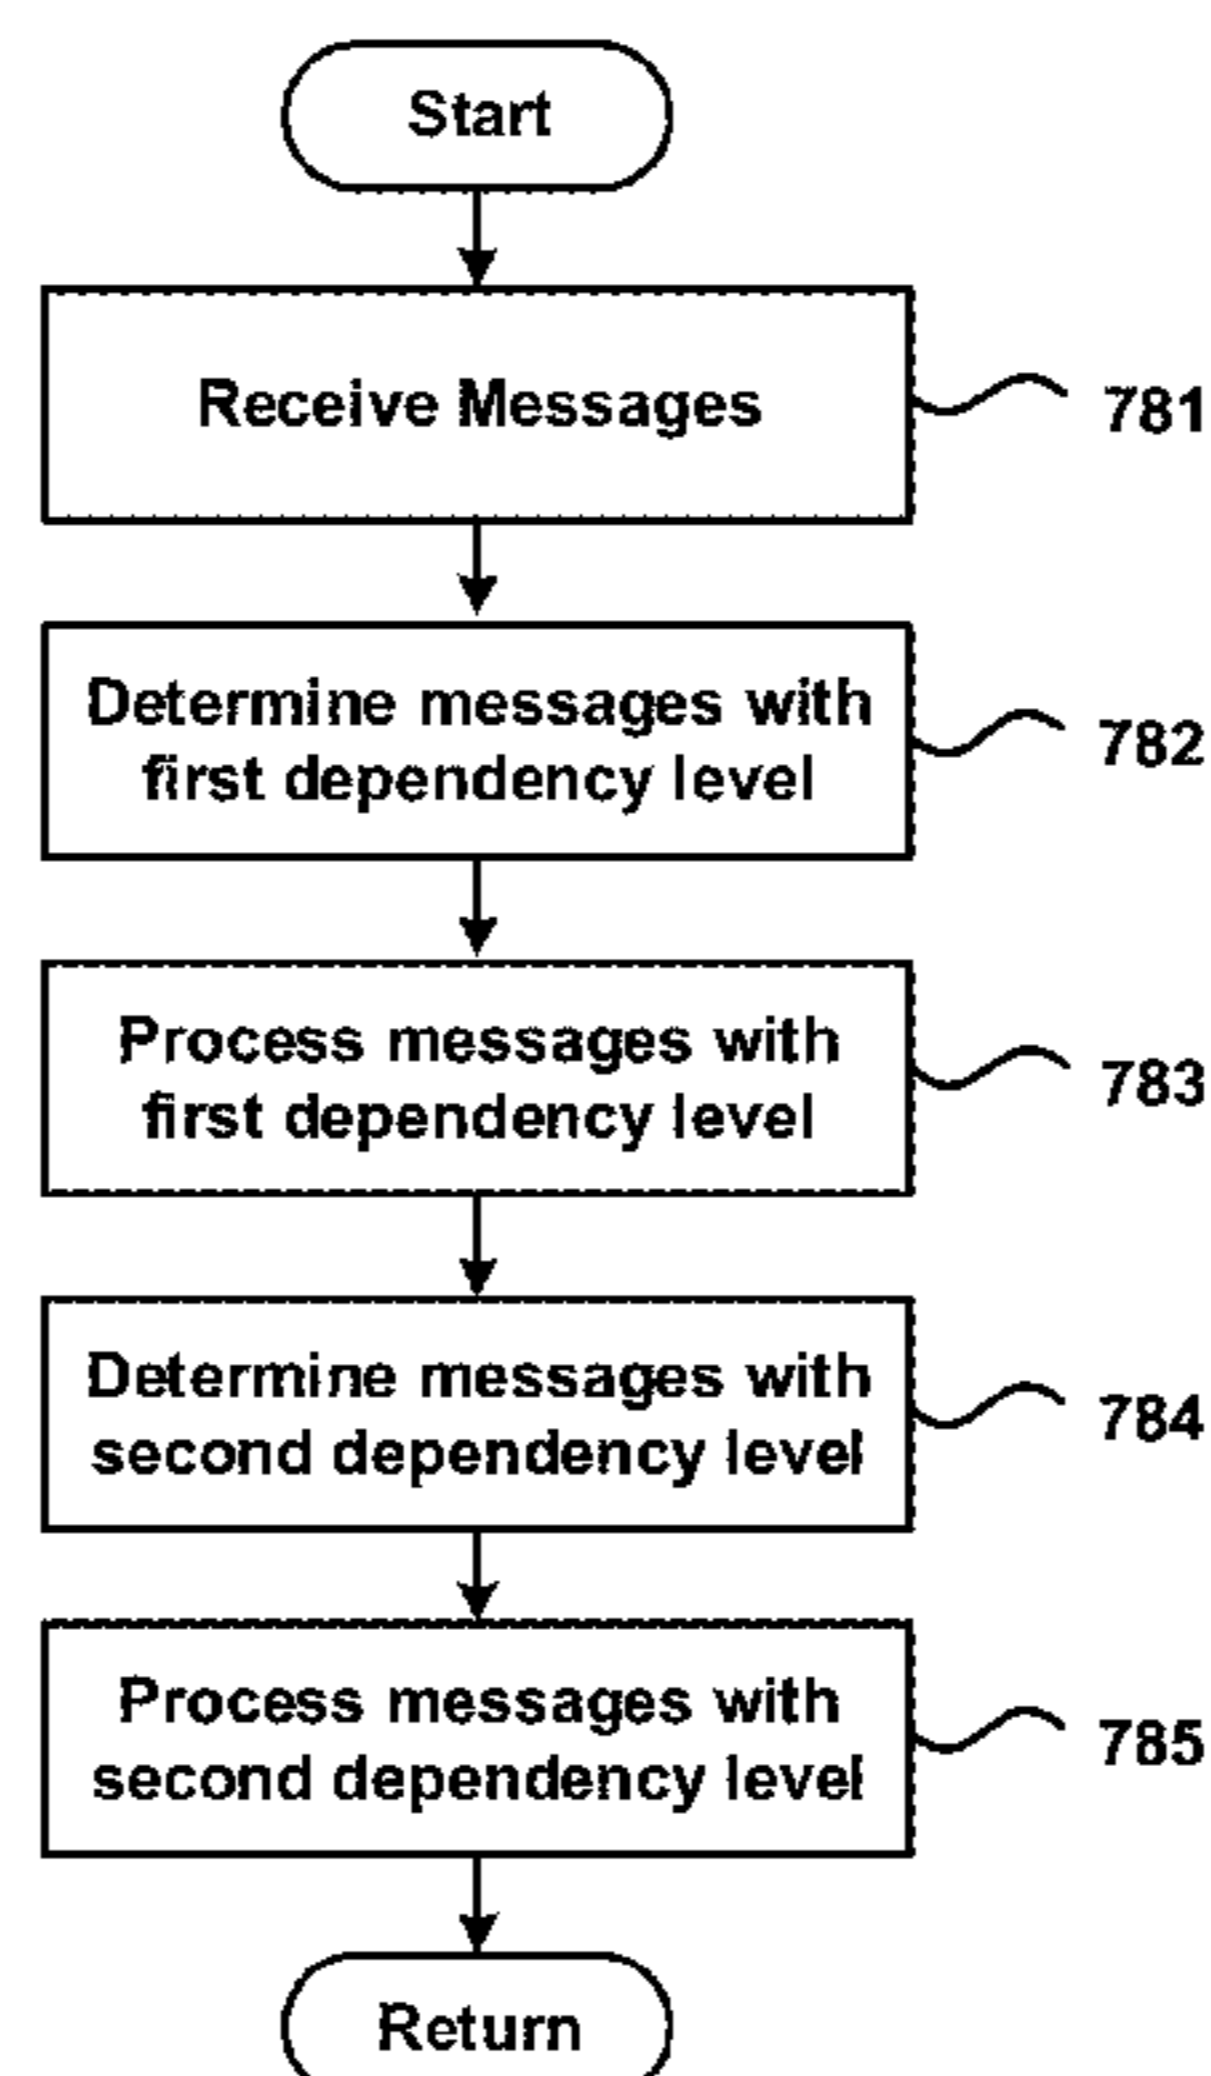 Start
Receive Messages
781
Determine messages with
first dependency level
782
Process messages with
first dependency level
783
Determine messages with
second dependency level
784
Process messages with
second dependency level
785
Return